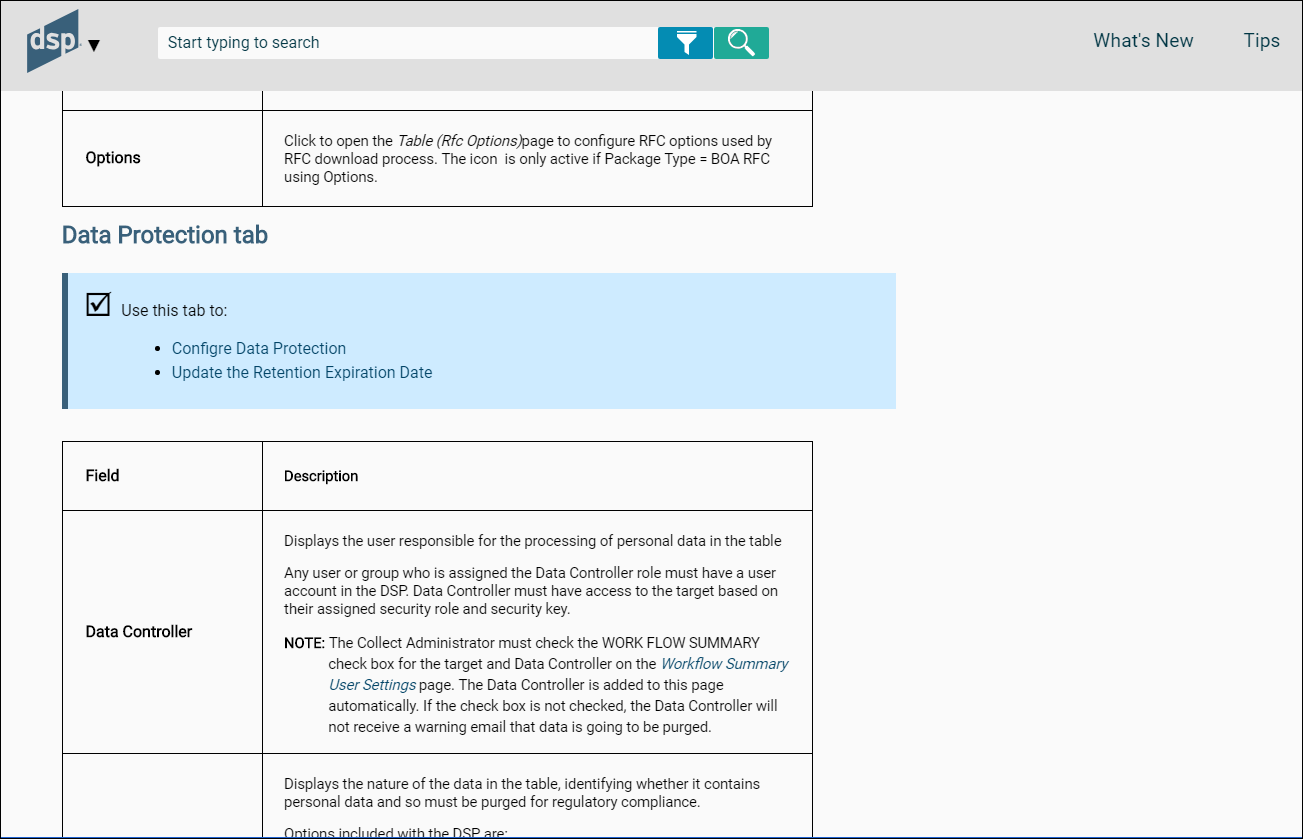 dsp
Start typing to search
What's New
Tips
Options
Click to open the Table (Rfc Options)page to configure RFC options used by
RFC download process. The icon  is only active if Package Type = BOA RFC
using Options.
Data Protection tab
Use this tab to:
• Configre Data Protection
• Update the Retention Expiration Date
Field
Description
Data Controller
Displays the user responsible for the processing of personal data in the table
Any user or group who is assigned the Data Controller role must have a user
account in the DSP. Data Controller must have access to the target based on
their assigned security role and security key.
NOTE: The Collect Administrator must check the WORK FLOW SUMMARY
check box for the target and Data Controller on the Workflow Summary
User Settings page. The Data Controller is added to this page
automatically. If the check box is not checked, the Data Controller will
not receive a warning email that data is going to be purged.
Displays the nature of the data in the table, identifying whether it contains
personal data and so must be purged for regulatory compliance.
Options included with the DSP are: